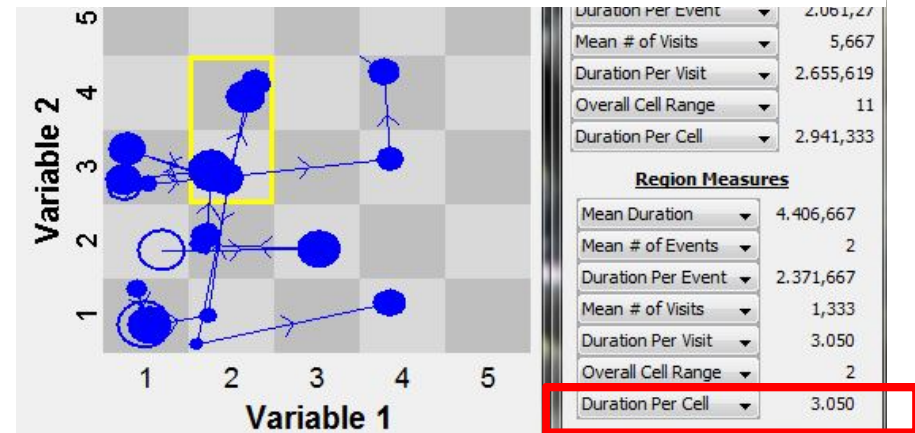 Duration Per Event 2.061,27
Mean # of Visits 5,667
Duration Per Visit 2.655,619
Overall Cell Range 11
Duration Per Cell 2.941,333
Region Measures
Mean Duration 4.406,667
Mean # of Events 2
Duration Per Event 2.371,667
Mean # of Visits 1,333
Duration Per Visit 3.050
Overall Cell Range 2
Duration Per Cell 3.050
Variable 2
5
4
3
2
1
1 2 3 4 5
Variable 1